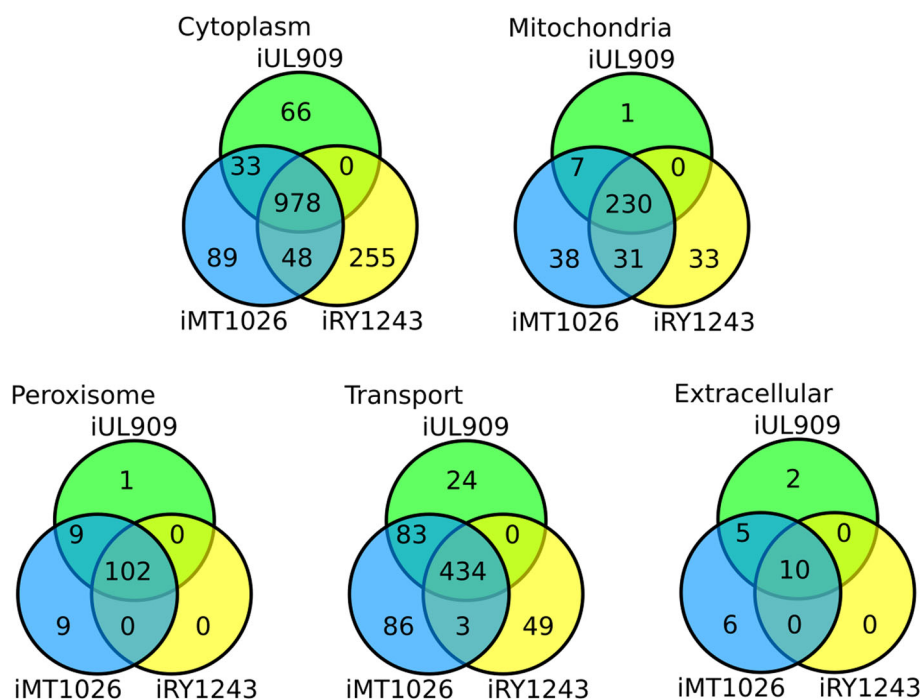 Cytoplasm
iUL909
66
33 0
978
89 48 255
iMT1026 iRY1243
Mitochondria
iUL909
1
7 0
230
38 31 33
iMT1026 iRY1243
Peroxisome
iUL909
1
9 0
102
9 0 0
iMT1026 iRY1243
Transport
iUL909
24
83 0
434
86 3 49
iMT1026 iRY1243
Extracellular
iUL909
2
5 0
10
6 0 0
iMT1026 iRY1243